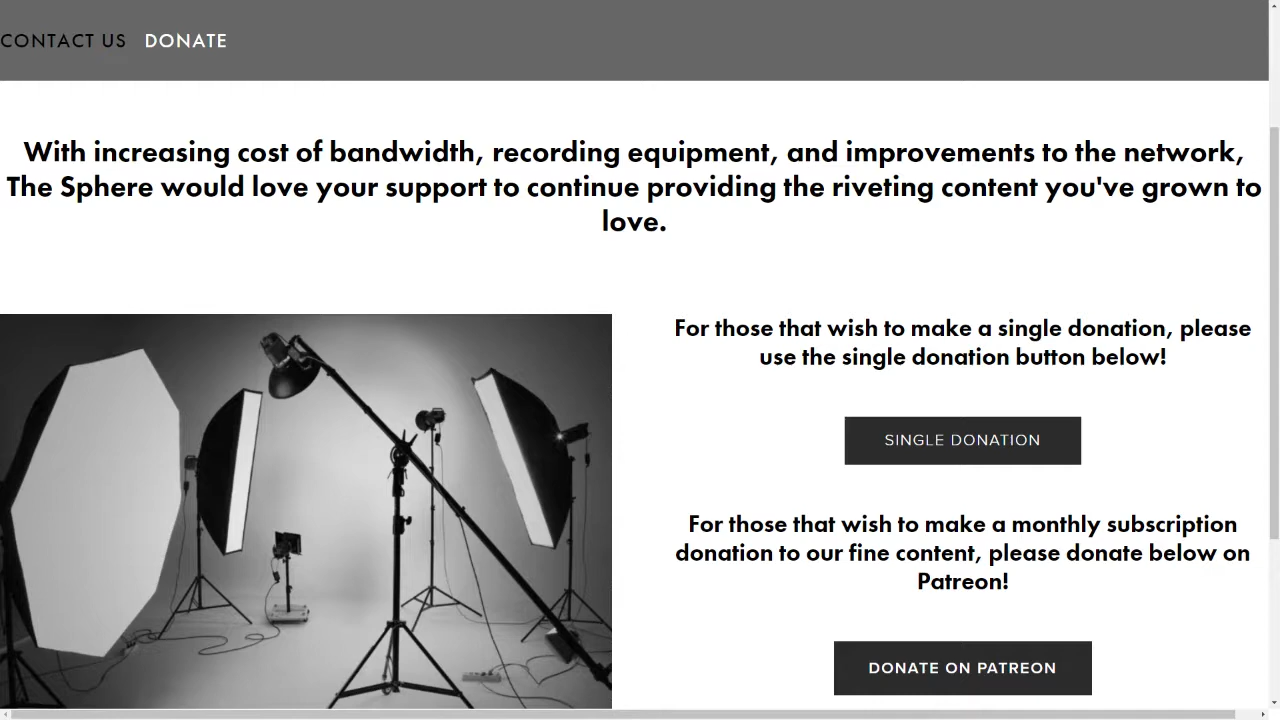 CONTACT US DONATE
With increasing cost of bandwidth, recording equipment, and improvements to the network,
The Sphere would love your support to continue providing the riveting content you've grown to
love.
For those that wish to make a single donation, please
use the single donation button below!
SINGLE DONATION
For those that wish to make a monthly subscription
donation to our fine content, please donate below on
Patreon!
DONATE ON PATREON